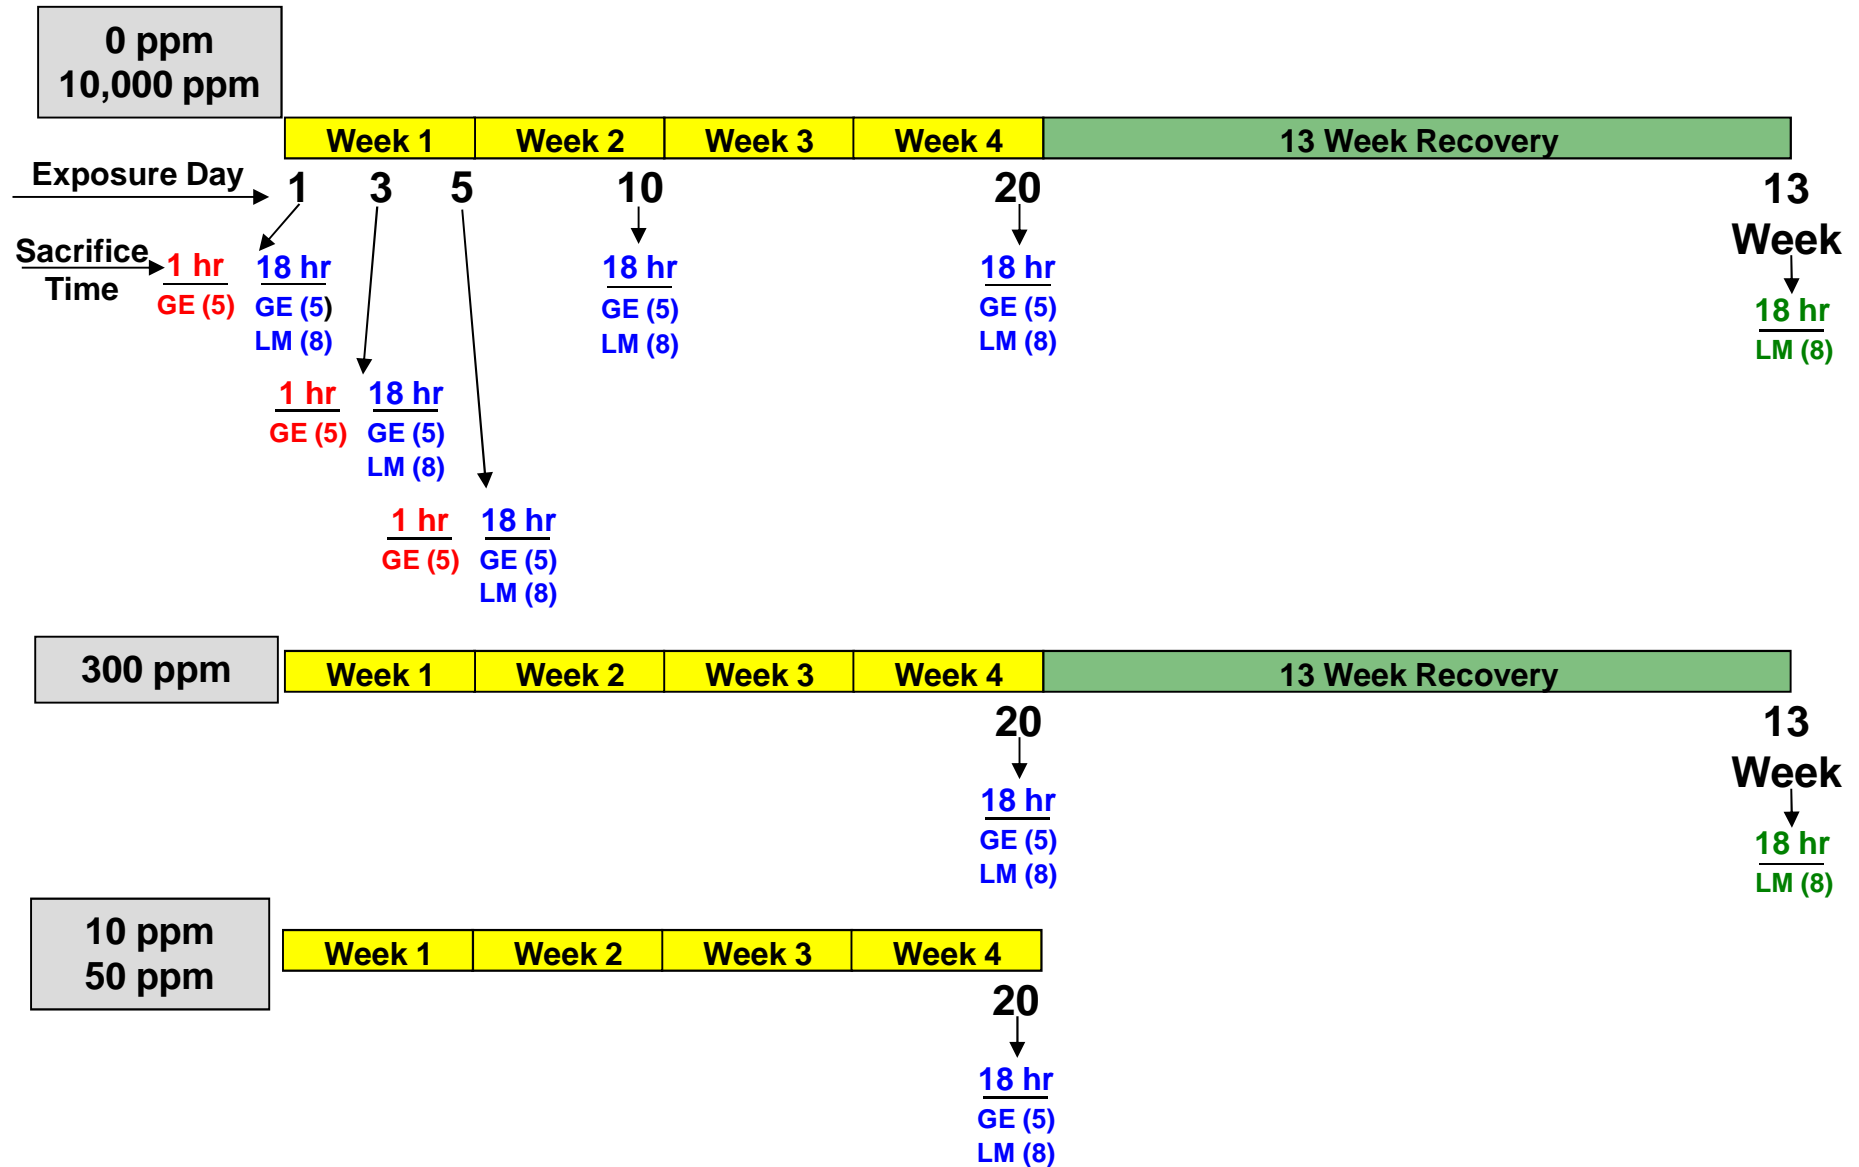 0 ppm
10,000 ppm
Week 1 Week 2 Week 3 Week 4 13 Week Recovery
Exposure Day 1 3 5 10 20 13
Week
Sacrifice
Time
1 hr 18 hr 18 hr 18 hr
GE (5) GE (5) GE (5) GE (5)
LM (8) LM (8) LM (8)
18 hr
LM (8)
1 hr 18 hr
GE (5) GE (5)
LM (8)
1 hr 18 hr
GE (5) GE (5)
LM (8)
300 ppm
Week 1 Week 2 Week 3 Week 4 13 Week Recovery
20 13
Week
18 hr
GE (5)
LM (8)
18 hr
LM (8)
10 ppm
50 ppm
Week 1 Week 2 Week 3 Week 4
20
18 hr
GE (5)
LM (8)